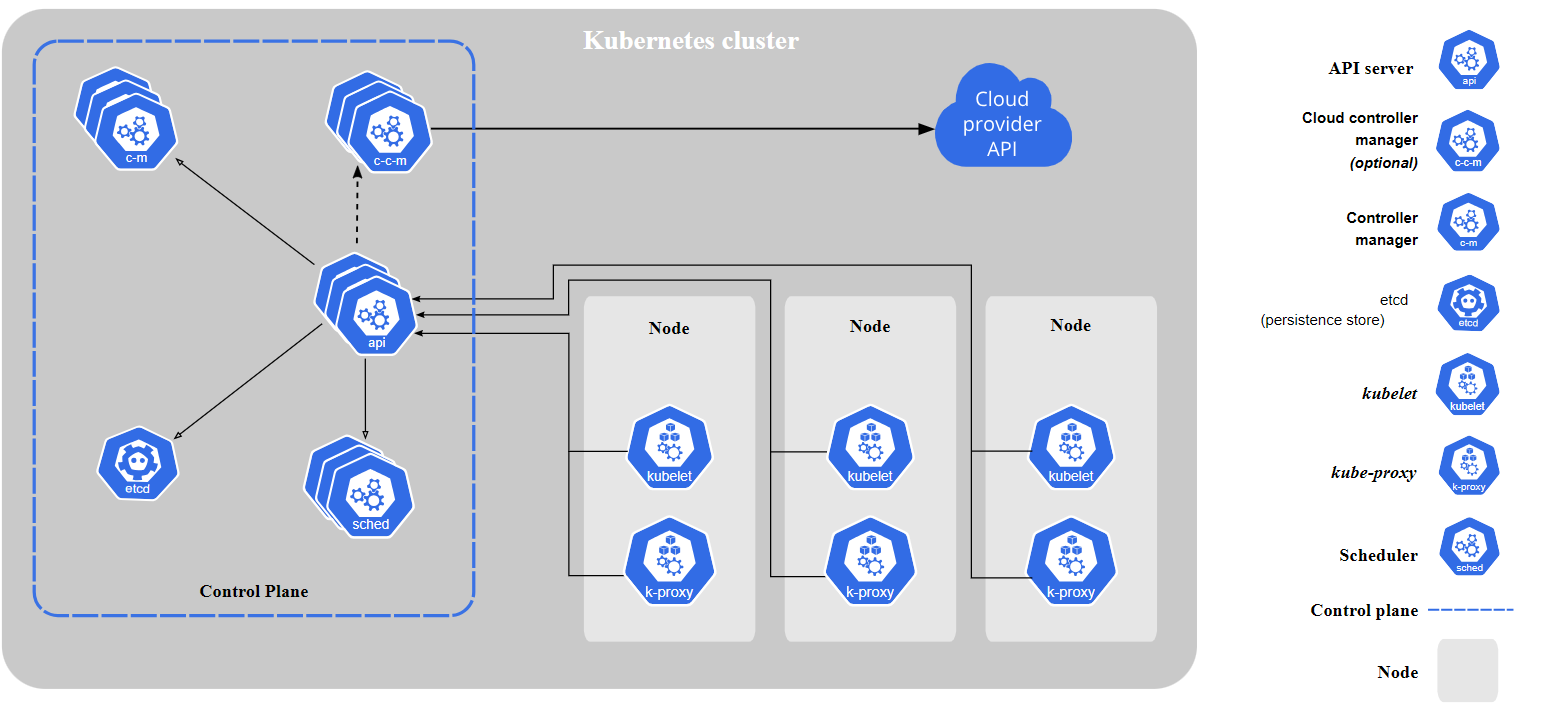 Kubernetes cluster
c-m
c-c-m
Cloud
provider
API
api
etcd
sched
Control Plane
Node
kubelet
k-proxy
Node
kubelet
k-proxy
Node
kubelet
k-proxy
API server
api
Cloud controller
manager
(optional)
c-c-m
Controller
manager
c-m
etcd
(persistence store)
etcd
kubelet
kubelet
kube-proxy
k-proxy
Scheduler
sched
Control plane
Node